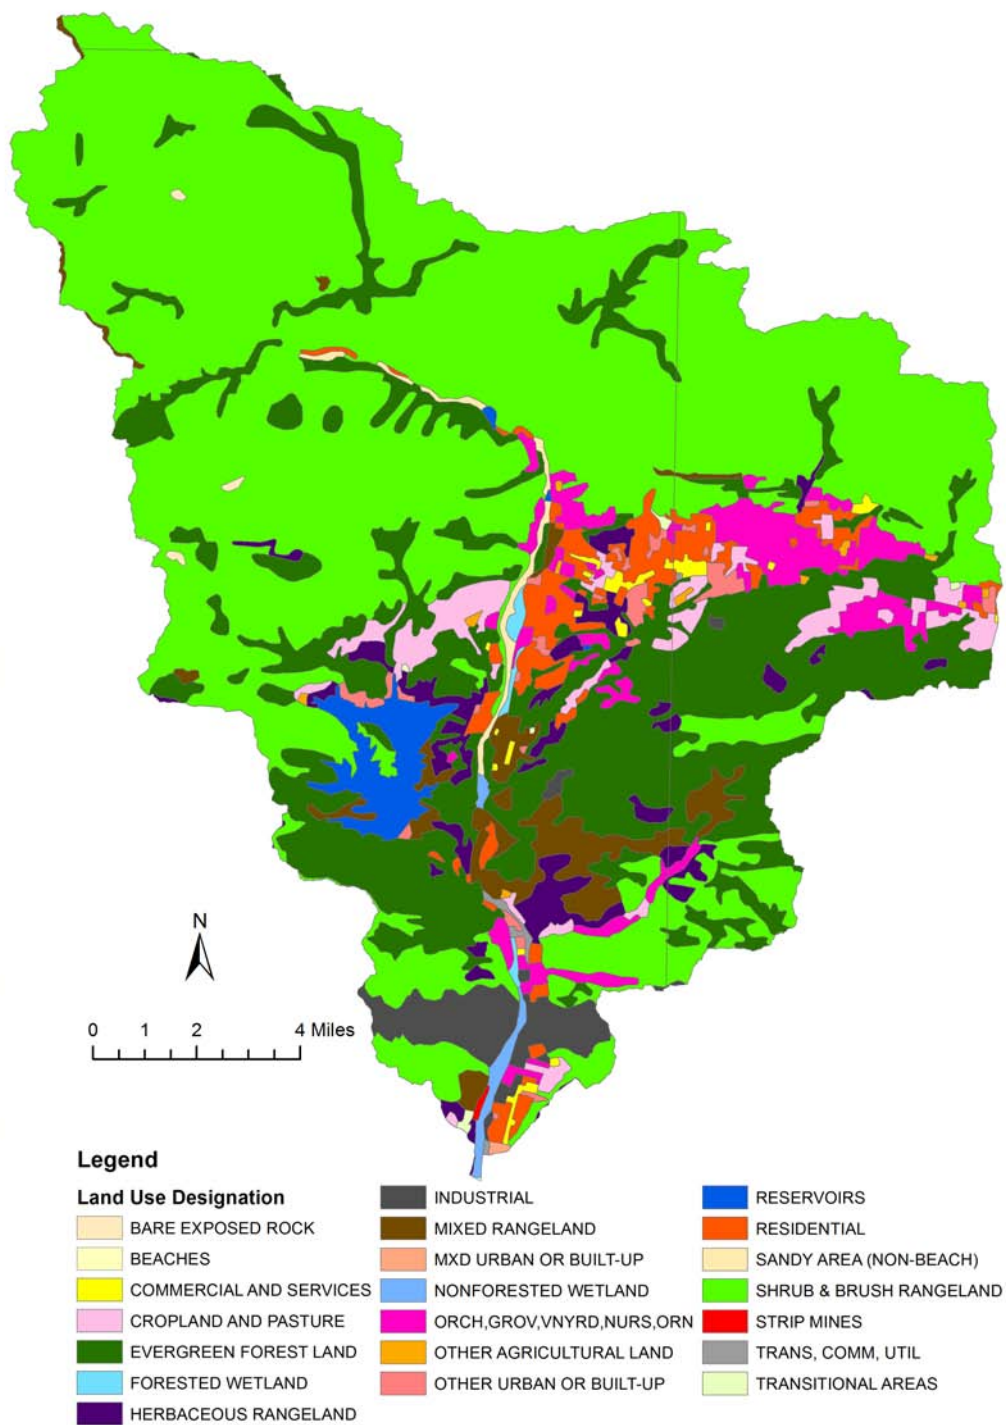 N
0 1 2 4 Miles
Legend
Land Use Designation
BARE EXPOSED ROCK
BEACHES
COMMERCIAL AND SERVICES
CROPLAND AND PASTURE
EVERGREEN FOREST LAND
FORESTED WETLAND
HERBACEOUS RANGELAND
INDUSTRIAL
MIXED RANGELAND
MXD URBAN OR BUILT-UP
NONFORESTED WETLAND
ORCH,GROV,VNYRD,NURS,ORN
OTHER AGRICULTURAL LAND
OTHER URBAN OR BUILT-UP
RESERVOIRS
RESIDENTIAL
SANDY AREA (NON-BEACH)
SHRUB & BRUSH RANGELAND
STRIP MINES
TRANS, COMM, UTIL
TRANSITIONAL AREAS